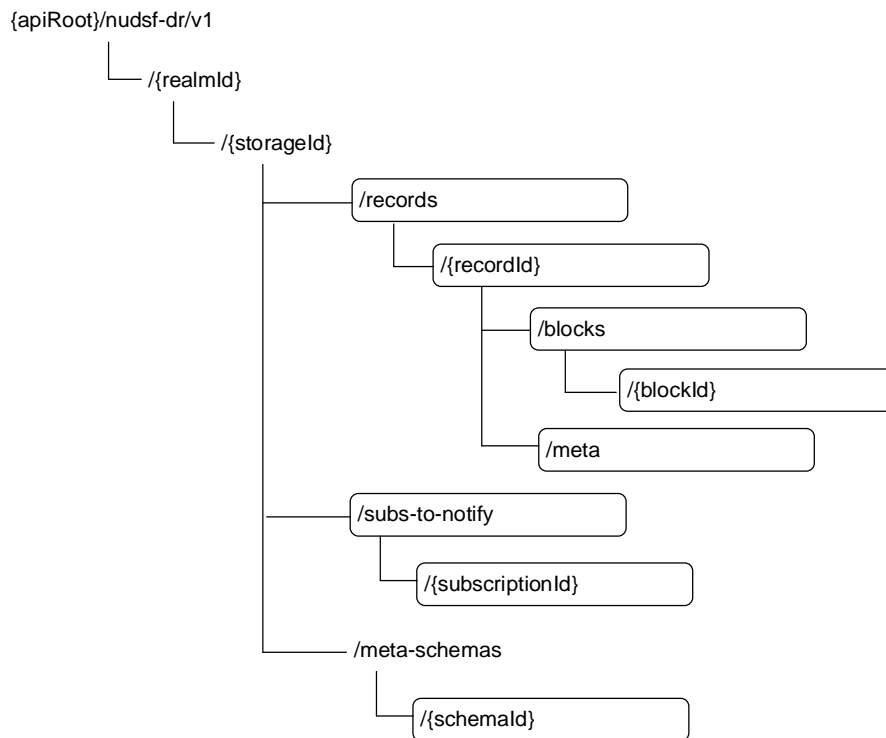 {apiRoot}/nudsf-dr/v1
/{realmId}
/{storageId}
/records
/{recordId}
/blocks
/{blockId}
/meta
/subs-to-notify
/{subscriptionId}
/meta-schemas
/{schemaId}